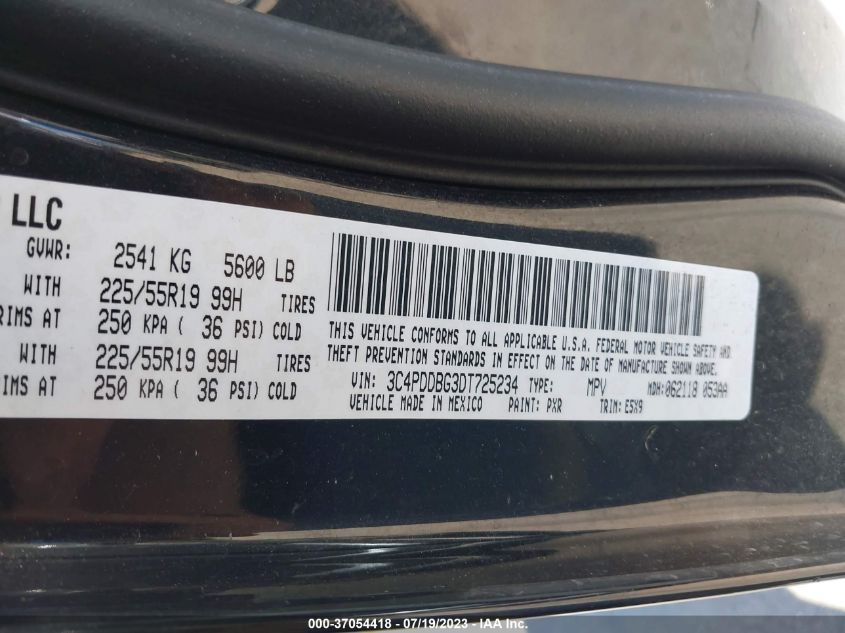 LLC
GVWR: 2541 KG 5600 LB
WITH 225/55R19 99H TIRES
RIMS AT 250 KPA ( 36 PSI) COLD
WITH 225/55R19 99H TIRES
RIMS AT 250 KPA ( 36 PSI) COLD
THIS VEHICLE CONFORMS TO ALL APPLICABLE U.S.A. FEDERAL MOTOR VEHICLE SAFETY AND
THEFT PREVENTION STANDARDS IN EFFECT ON THE DATE OF MANUFACTURE SHOWN ABOVE.
VIN: 3C4PDDBG3DT725234 TYPE: MPV MDH: 062118 053AA
VEHICLE MADE IN MEXICO PAINT: PXR TRIM: E5X9
000-37054418 - 07/19/2023 - IAA Inc.